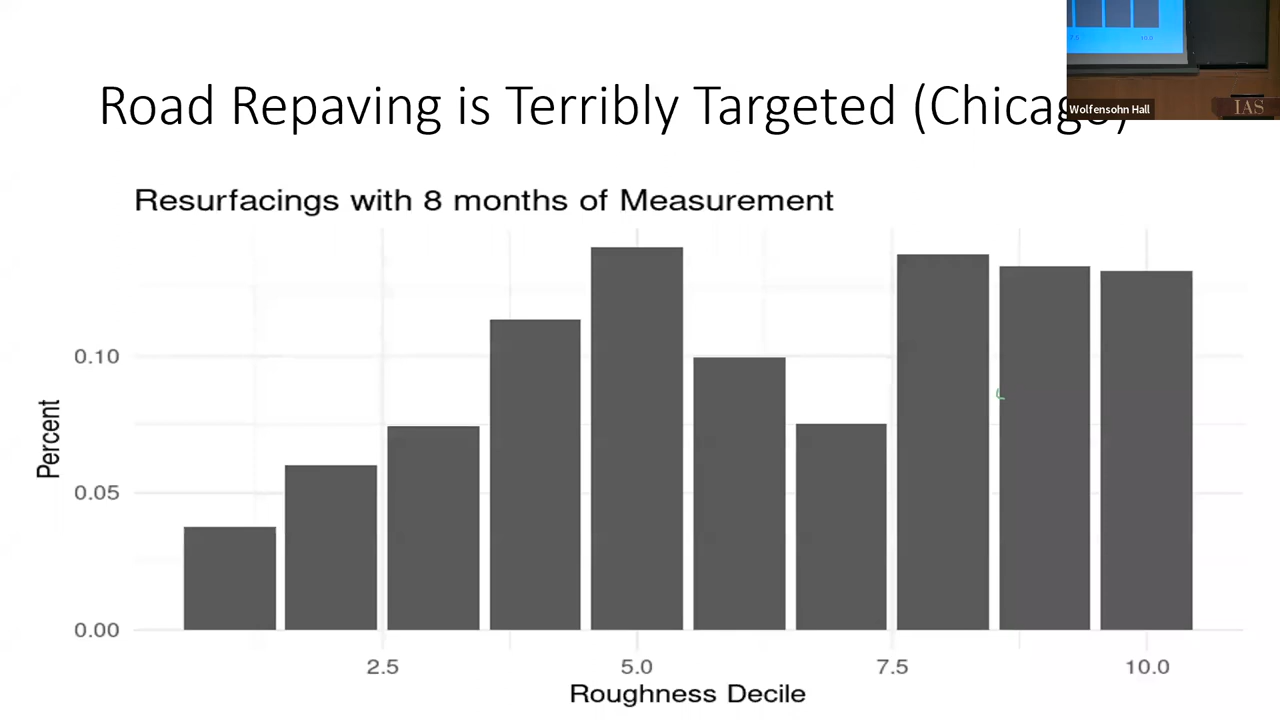 Road Repaving is Terribly Targeted (Chicago)
Wolfensohn Hall
IAS
Resurfacings with 8 months of Measurement
0.10
0.05
0.00
Percent
2.5
5.0
7.5
10.0
Roughness Decile